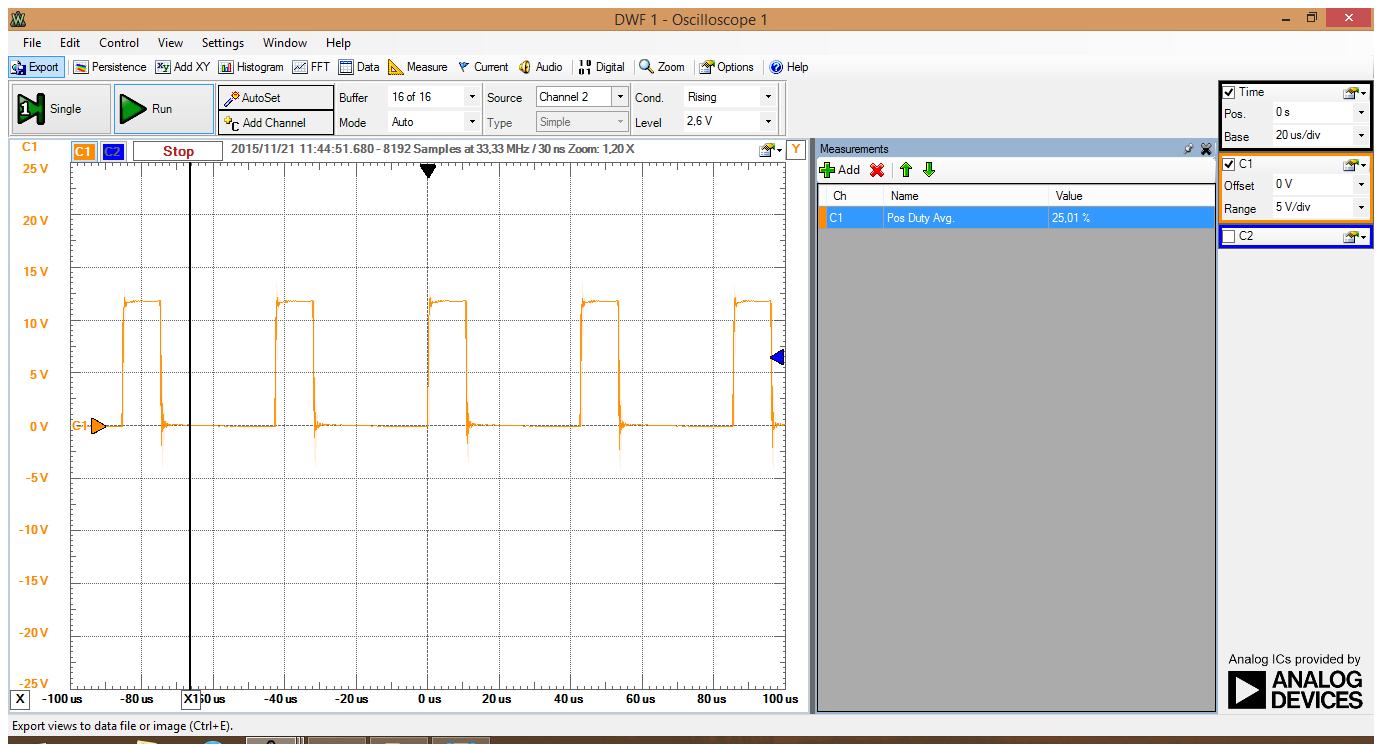 DWF 1 - Oscilloscope 1
File Edit Control View Settings Window Help
Export Persistence Add XY Histogram FFT Data Measure Current Audio Digital Zoom Options Help
Single Run AutoSet Buffer 16 of 16 Source Channel 2 Cond. Rising
Add Channel Mode Auto Type Simple Level 2,6 V
C1 C1 C2 Stop 2015/11/21 11:44:51.680 - 8192 Samples at 33,33 MHz / 30 ns Zoom: 1,20 X Y
25 V
20 V
15 V
10 V
5 V
0 V
C1
-5 V
-10 V
-15 V
-20 V
-25 V
X -100 us -80 us X1 60 us -40 us -20 us 0 us 20 us 40 us 60 us 80 us 100 us
Measurements
Add
Ch Name Value
C1 Pos Duty Avg. 25,01 %
Time
Pos. 0 s
Base 20 us/div
C1
Offset 0 V
Range 5 V/div
C2
Analog ICs provided by
ANALOG
DEVICES
Export views to data file or image (Ctrl+E).